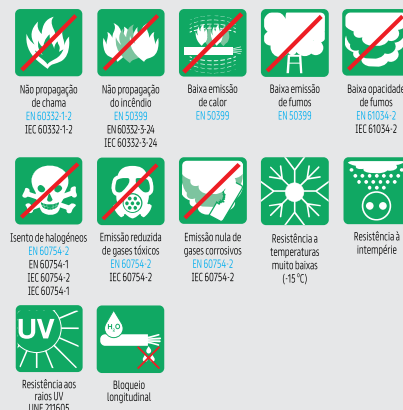 Não propagação
de chama
EN 60332-1-2
IEC 60332-1-2
Não propagação
do incêndio
EN 50399
EN 60332-3-24
IEC 60332-3-24
Baixa emissão
de calor
EN 50399
Baixa emissão
de fumos
EN 50399
Baixa opacidade
de fumos
EN 61034-2
IEC 61034-2
Isento de halogéneos
EN 60754-2
EN 60754-1
IEC 60754-2
IEC 60754-1
Emissão reduzida
de gases tóxicos
EN 60754-2
IEC 60754-2
Emissão nula de
gases corrosivos
EN 60754-2
IEC 60754-2
Resistência a
temperaturas
muito baixas
(-15 °C)
Resistência à
intempérie
UV
Resistência aos
raios UV
UNE 211605
H₂O
Bloqueio
longitudinal